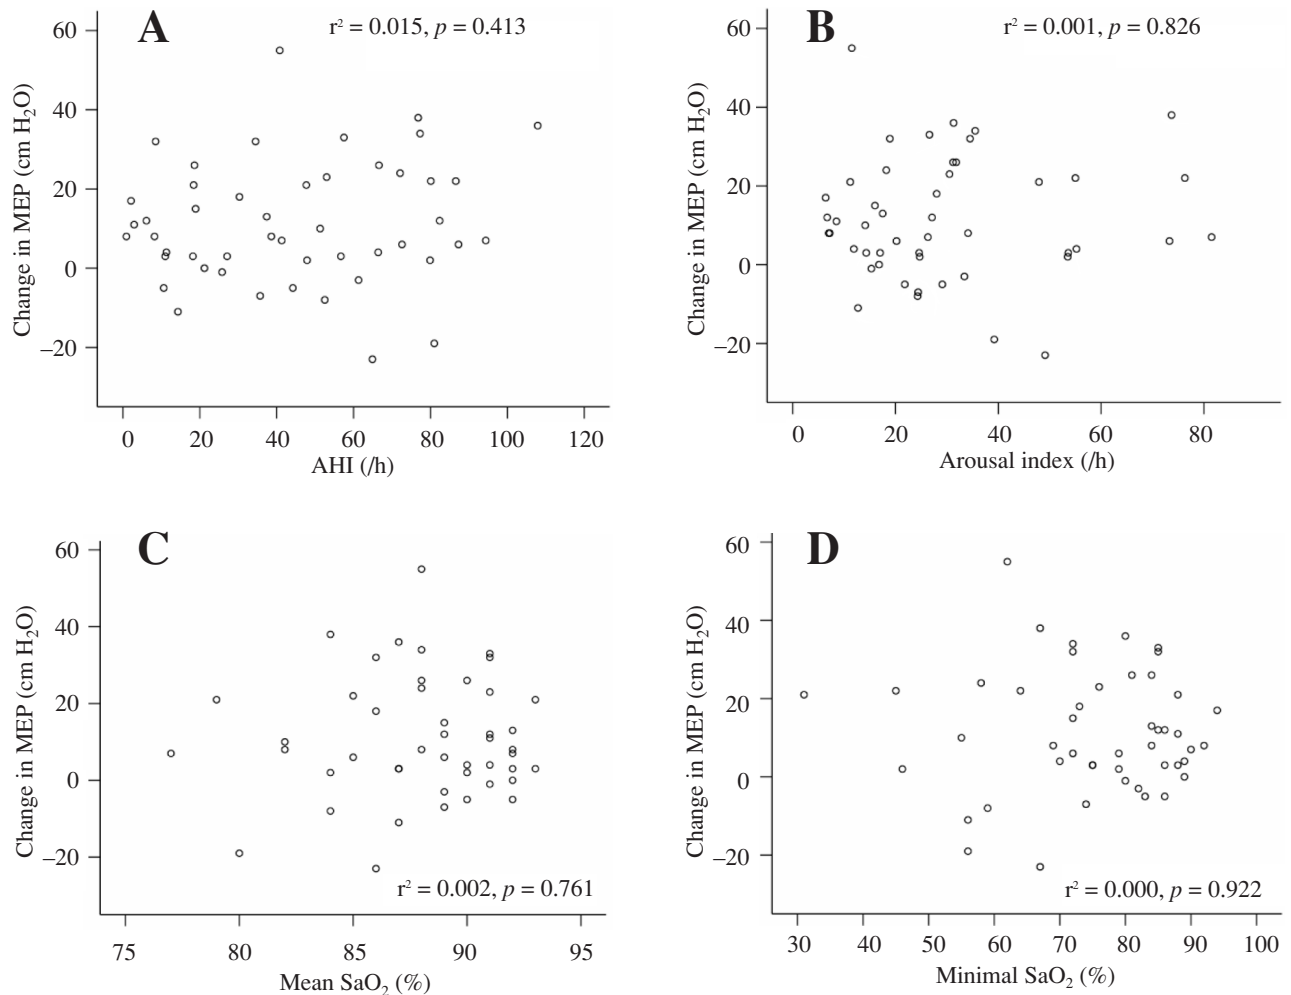 A
r² = 0.015, p = 0.413
Change in MEP (cm H₂O)
60
40
20
0
–20
0 20 40 60 80 100 120
AHI (/h)
B
r² = 0.001, p = 0.826
Change in MEP (cm H₂O)
60
40
20
0
–20
0 20 40 60 80
Arousal index (/h)
C
Change in MEP (cm H₂O)
60
40
20
0
–20
r² = 0.002, p = 0.761
75 80 85 90 95
Mean SaO₂ (%)
D
Change in MEP (cm H₂O)
60
40
20
0
–20
r² = 0.000, p = 0.922
30 40 50 60 70 80 90 100
Minimal SaO₂ (%)